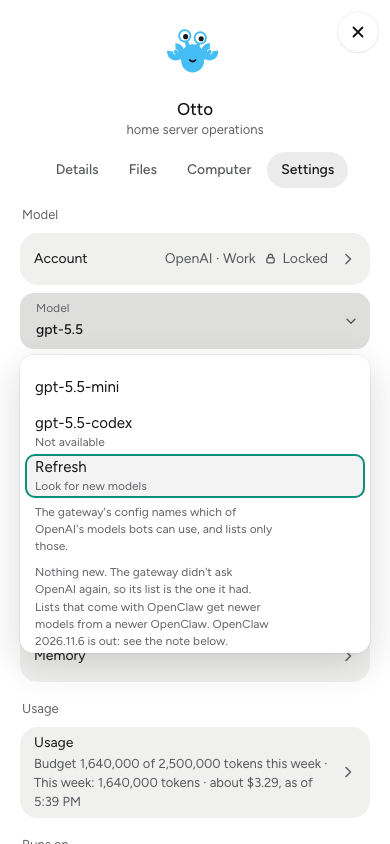 Otto
home server operations
Details Files Computer Settings
Model
Account OpenAI · Work Locked
Model
gpt-5.5
gpt-5.5-mini
gpt-5.5-codex
Not available
Refresh
Look for new models
The gateway's config names which of
OpenAI's models bots can use, and lists only
those.
Nothing new. The gateway didn't ask
OpenAI again, so its list is the one it had.
Lists that come with OpenClaw get newer
models from a newer OpenClaw. OpenClaw
2026.11.6 is out: see the note below.
Memory
Usage
Usage
Budget 1,640,000 of 2,500,000 tokens this week ·
This week: 1,640,000 tokens · about $3.29, as of
5:39 PM
Runs on